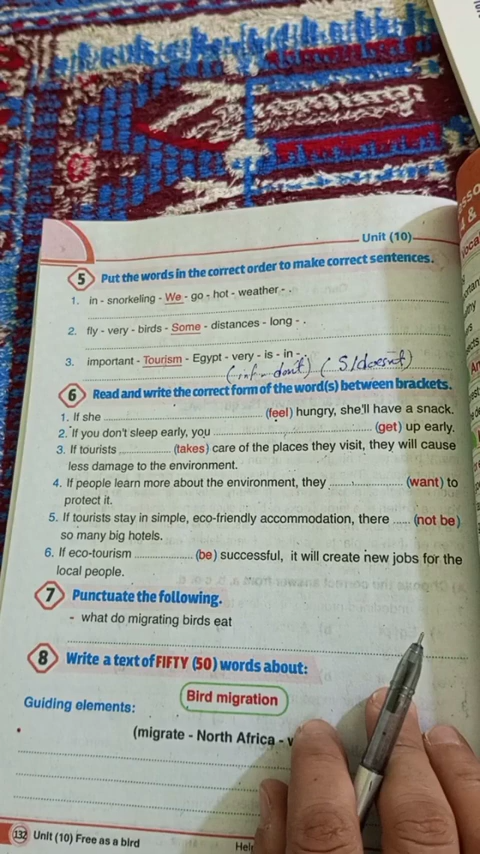 Unit (10)
5 Put the words in the correct order to make correct sentences.
1. in - snorkeling - We - go - hot - weather - .
2. fly - very - birds - Some - distances - long - .
3. important - Tourism - Egypt - very - is - in - .
(inf - don't) ( S/doesn't)
6 Read and write the correct form of the word(s) between brackets.
1. If she .................... (feel) hungry, she'll have a snack.
2. If you don't sleep early, you .................... (get) up early.
3. If tourists .............. (takes) care of the places they visit, they will cause
less damage to the environment.
4. If people learn more about the environment, they .................... (want) to
protect it.
5. If tourists stay in simple, eco-friendly accommodation, there ...... (not be)
so many big hotels.
6. If eco-tourism .................. (be) successful, it will create new jobs for the
local people.
7 Punctuate the following.
- what do migrating birds eat
8 Write a text of FIFTY (50) words about:
Bird migration
Guiding elements:
(migrate - North Africa -
132 Unit (10) Free as a bird